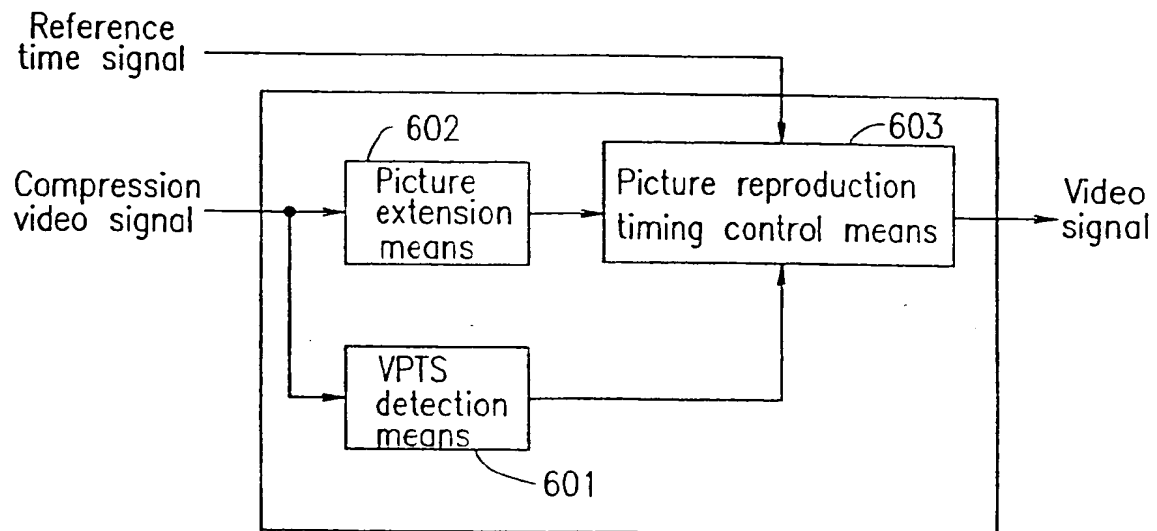 Reference
time signal
602
603
Compression
video signal
Picture
extension
means
Picture reproduction
timing control means
Video
signal
VPTS
detection
means
601